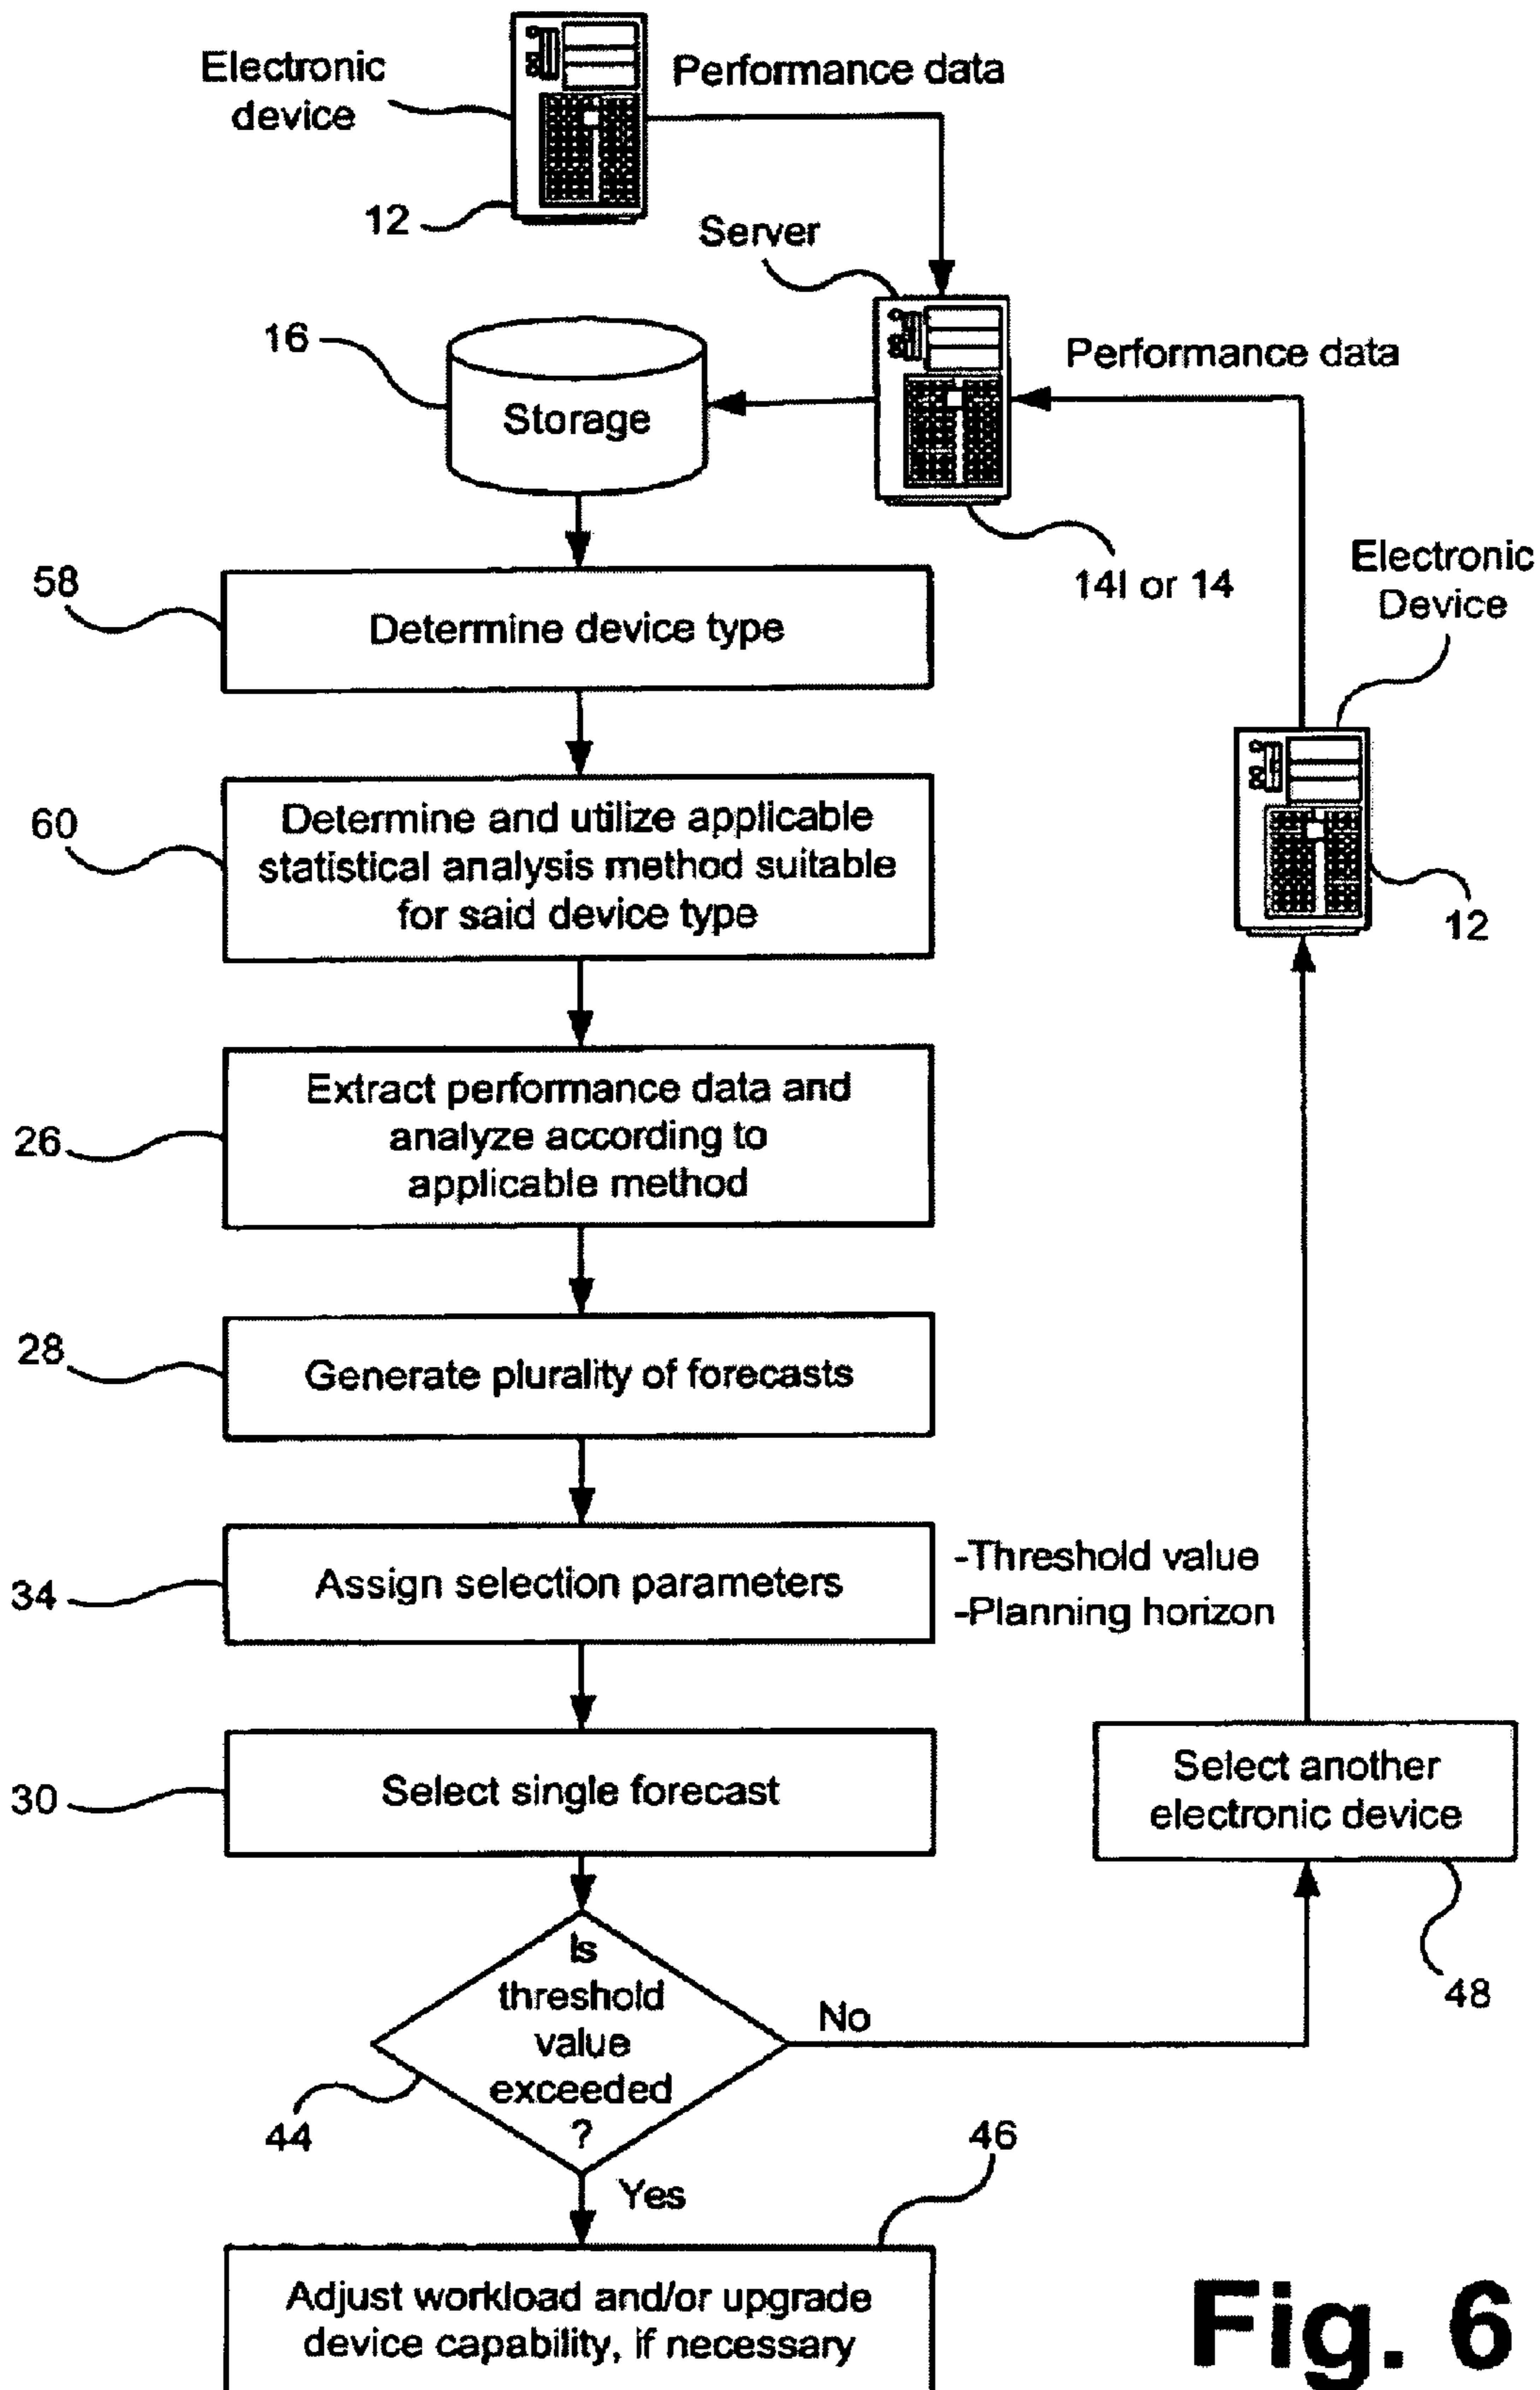 Electronic
device
Performance data
12
Server
16
Storage
Performance data
14I or 14
Electronic
Device
12
58
Determine device type
60
Determine and utilize applicable
statistical analysis method suitable
for said device type
26
Extract performance data and
analyze according to
applicable method
28
Generate plurality of forecasts
34
Assign selection parameters
-Threshold value
-Planning horizon
30
Select single forecast
Select another
electronic device
48
Is
threshold
value
exceeded
?
No
44
Yes
46
Adjust workload and/or upgrade
device capability, if necessary
Fig. 6